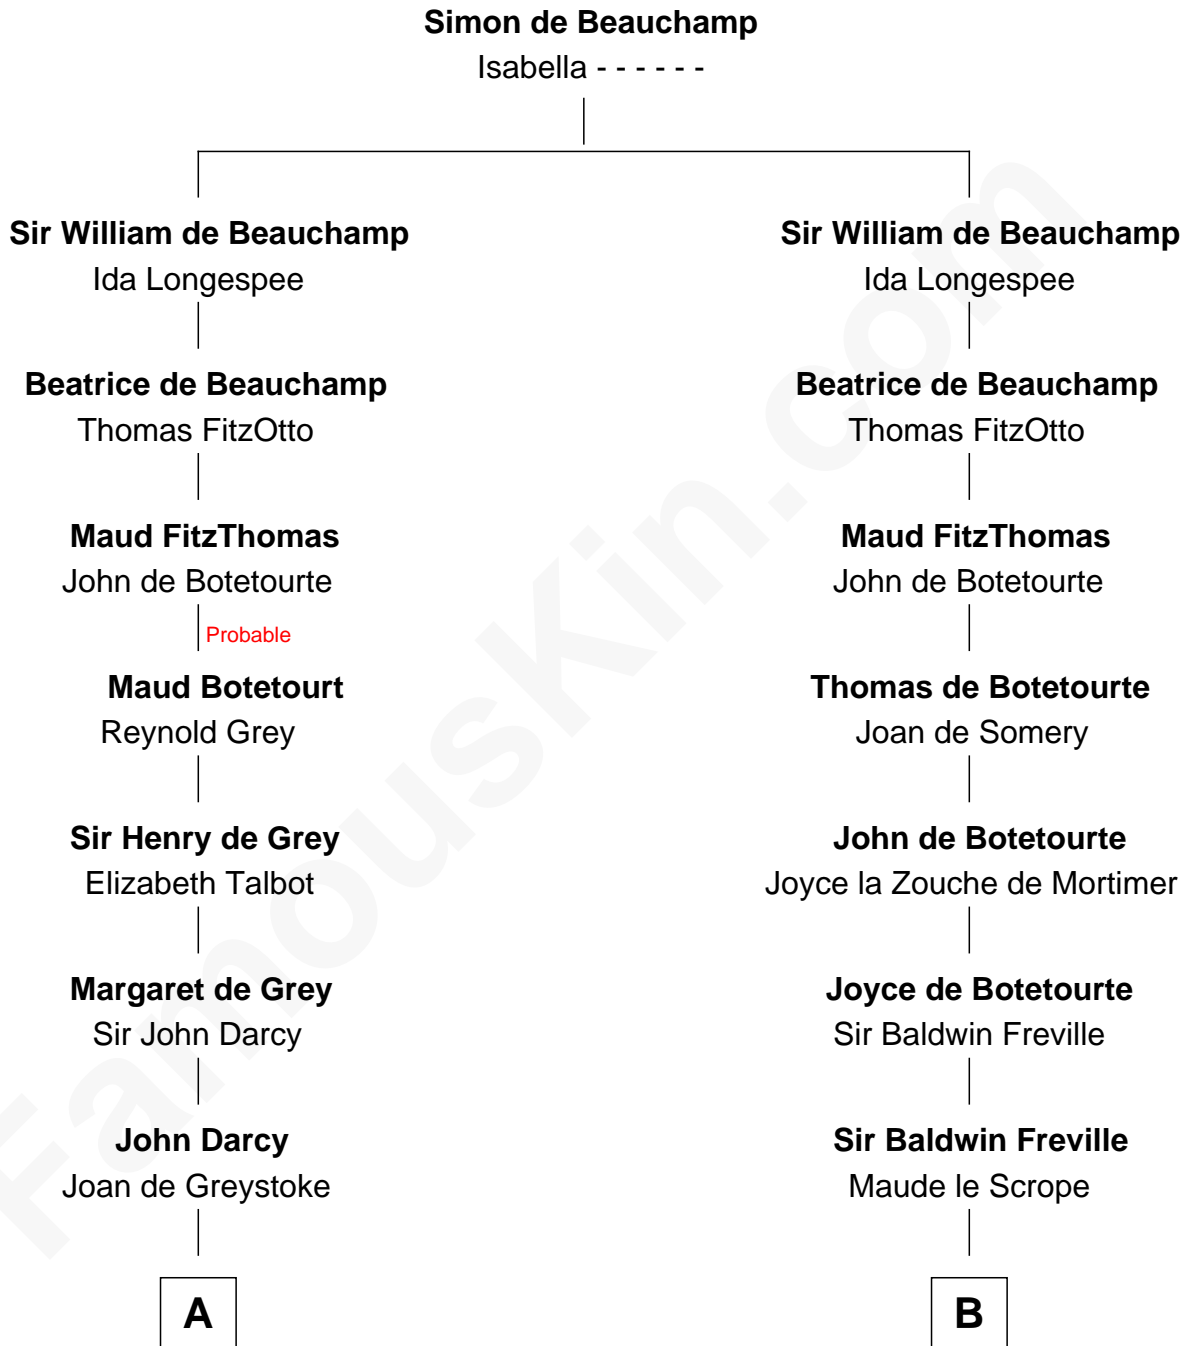 Simon de Beauchamp
Isabella - - - - - -
Sir William de Beauchamp
Ida Longespee
Beatrice de Beauchamp
Thomas FitzOtto
Maud FitzThomas
John de Botetourte
Probable
Maud Botetourt
Reynold Grey
Sir Henry de Grey
Elizabeth Talbot
Margaret de Grey
Sir John Darcy
John Darcy
Joan de Greystoke
A
Sir William de Beauchamp
Ida Longespee
Beatrice de Beauchamp
Thomas FitzOtto
Maud FitzThomas
John de Botetourte
Thomas de Botetourte
Joan de Somery
John de Botetourte
Joyce la Zouche de Mortimer
Joyce de Botetourte
Sir Baldwin Freville
Sir Baldwin Freville
Maude le Scrope
B
FamousKin.com